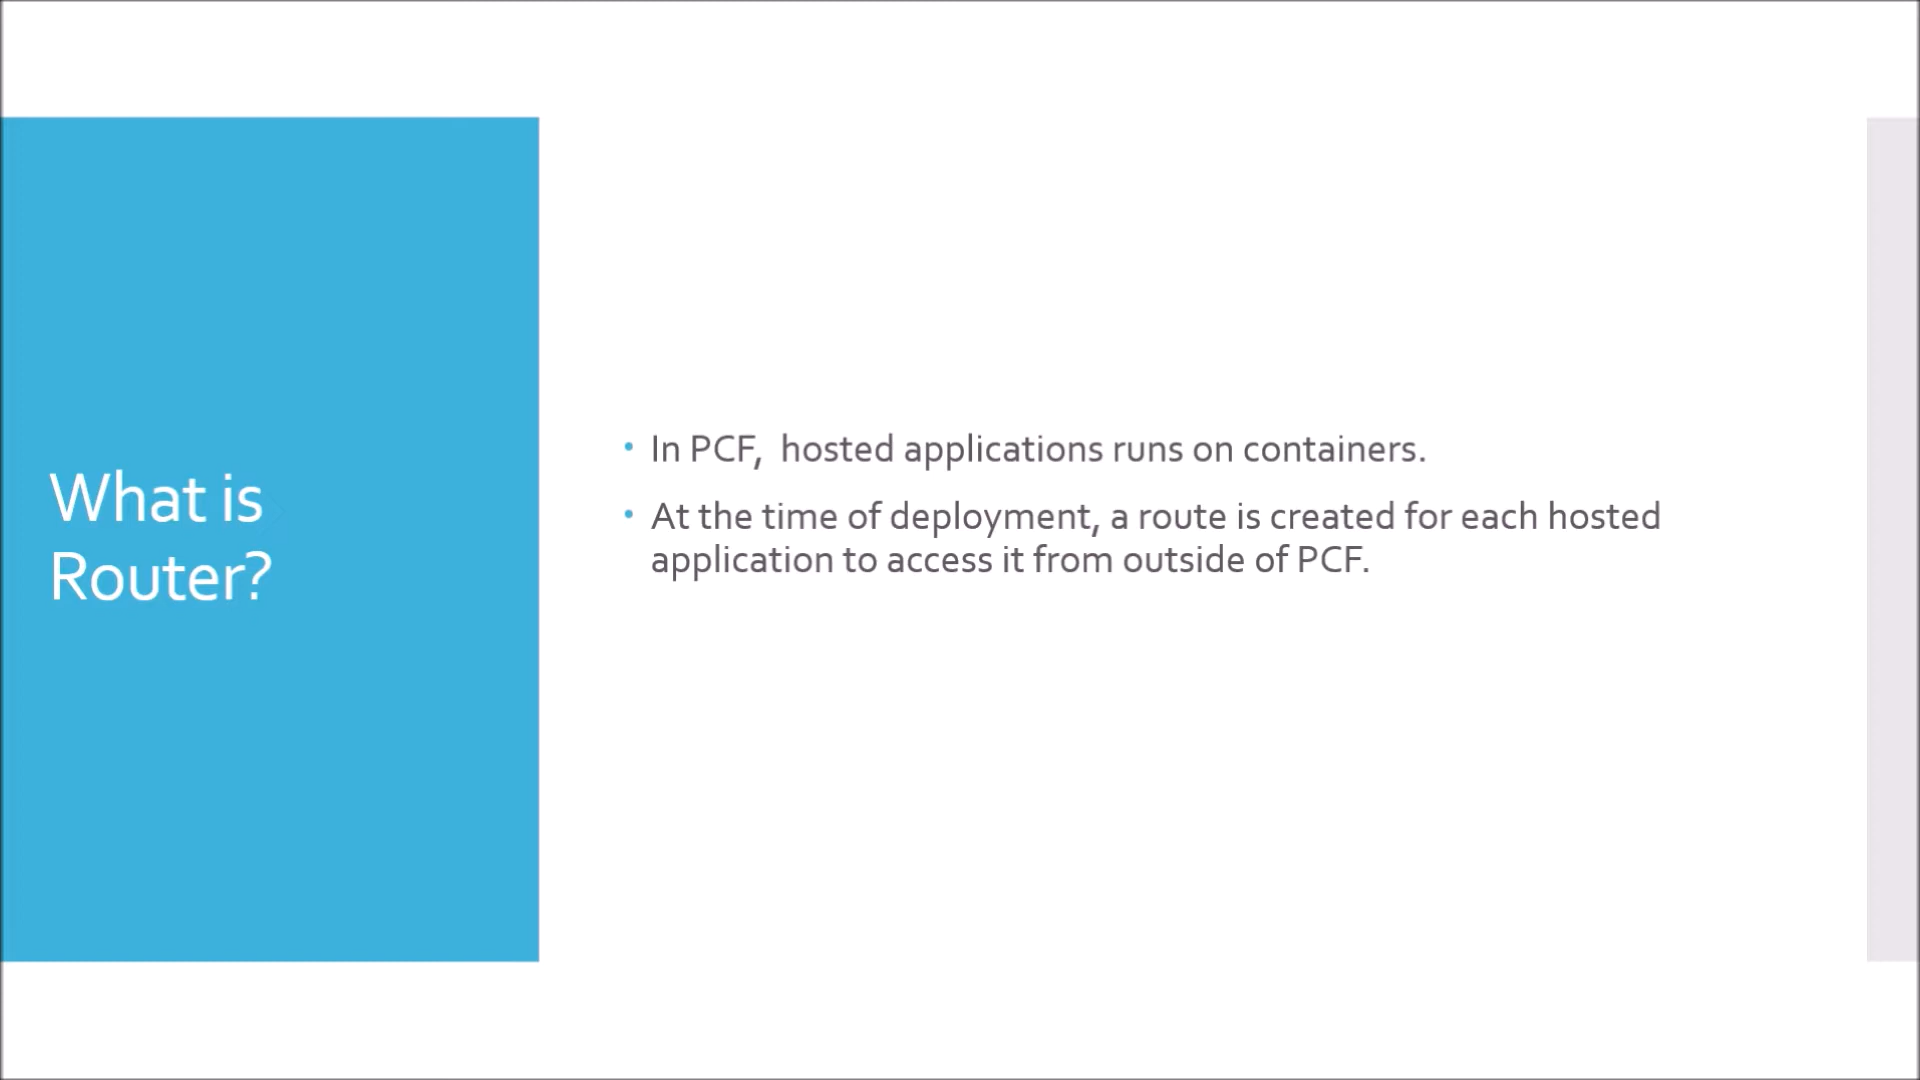 What is
Router?
• In PCF,  hosted applications runs on containers.
• At the time of deployment, a route is created for each hosted
application to access it from outside of PCF.